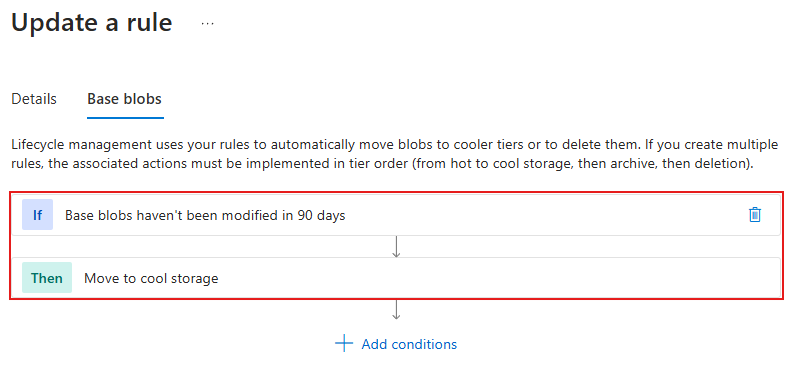 Update a rule ...
Details Base blobs
Lifecycle management uses your rules to automatically move blobs to cooler tiers or to delete them. If you create multiple
rules, the associated actions must be implemented in tier order (from hot to cool storage, then archive, then deletion).
If Base blobs haven't been modified in 90 days
Then Move to cool storage
Add conditions